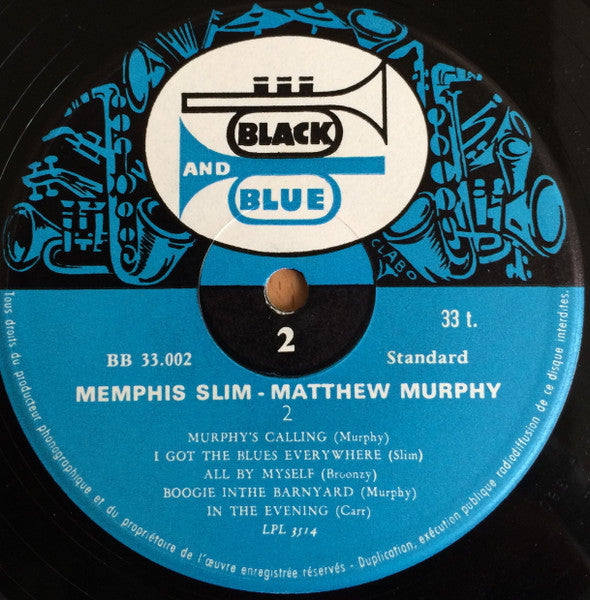 BLACK
AND
BLUE
CLABO
BB 33.002
2
33 t.
Standard
MEMPHIS SLIM - MATTHEW MURPHY
2
MURPHY'S CALLING (Murphy)
I GOT THE BLUES EVERYWHERE (Slim)
ALL BY MYSELF (Broonzy)
BOOGIE INTHE BARNYARD (Murphy)
IN THE EVENING (Carr)
LPL 3514
Tous droits du producteur phonographique et du propriétaire de l'œuvre enregistrée réservés - Duplication, exécution publique radiodiffusion de ce disque interdites.